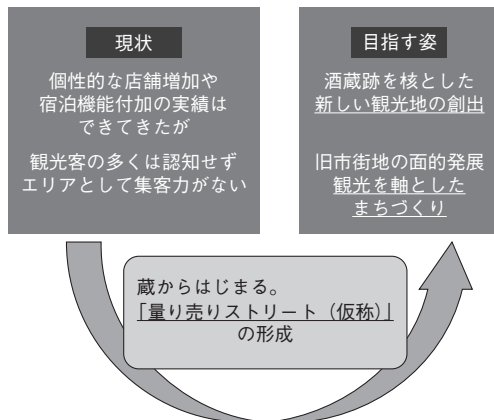 現状
個性的な店舗増加や
宿泊機能付加の実績は
できてきたが
観光客の多くは認知せず
エリアとして集客力がない
目指す姿
酒蔵跡を核とした
新しい観光地の創出
旧市街地の面的発展
観光を軸とした
まちづくり
蔵からはじまる。
「量り売りストリート（仮称）」
の形成